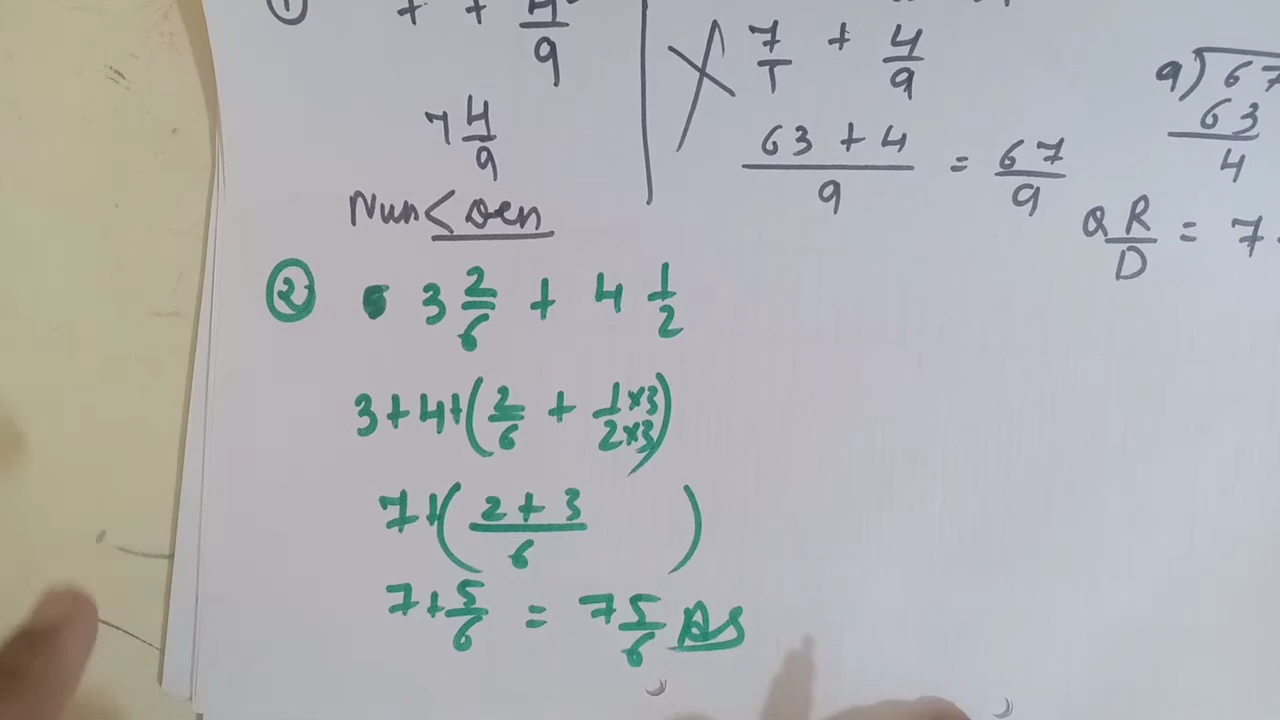 ① 7 + 4/9
7 4/9
Num < Den
7/1 + 4/9
(63 + 4)/9 = 67/9
9) 67
63
4
Q R/D = 7
② 3 2/6 + 4 1/2
3+4+(2/6 + 1×3/2×3)
7+( (2+3)/6 )
7+5/6 = 7 5/6 As